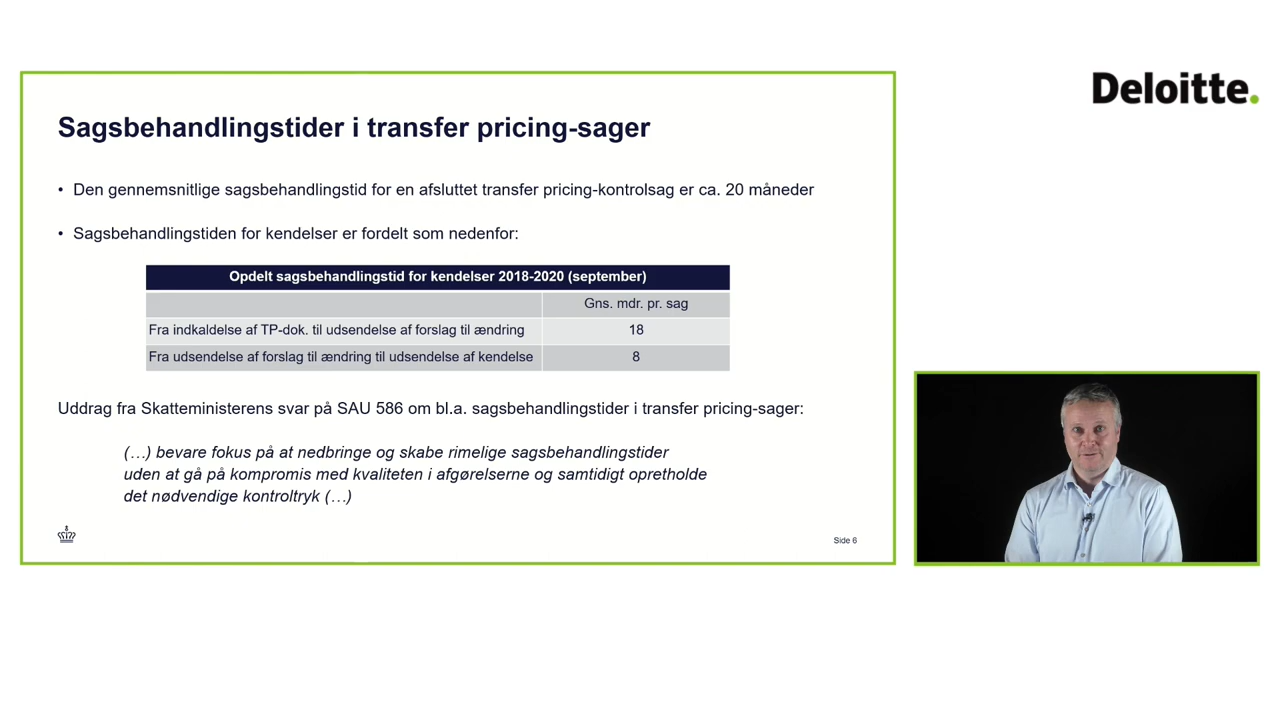 Deloitte.
Sagsbehandlingstider i transfer pricing-sager
• Den gennemsnitlige sagsbehandlingstid for en afsluttet transfer pricing-kontrolsag er ca. 20 måneder
• Sagsbehandlingstiden for kendelser er fordelt som nedenfor:
Opdelt sagsbehandlingstid for kendelser 2018-2020 (september)
Gns. mdr. pr. sag
Fra indkaldelse af TP-dok. til udsendelse af forslag til ændring 18
Fra udsendelse af forslag til ændring til udsendelse af kendelse 8
Uddrag fra Skatteministerens svar på SAU 586 om bl.a. sagsbehandlingstider i transfer pricing-sager:
(…) bevare fokus på at nedbringe og skabe rimelige sagsbehandlingstider
uden at gå på kompromis med kvaliteten i afgørelserne og samtidigt opretholde
det nødvendige kontroltryk (…)
Side 6